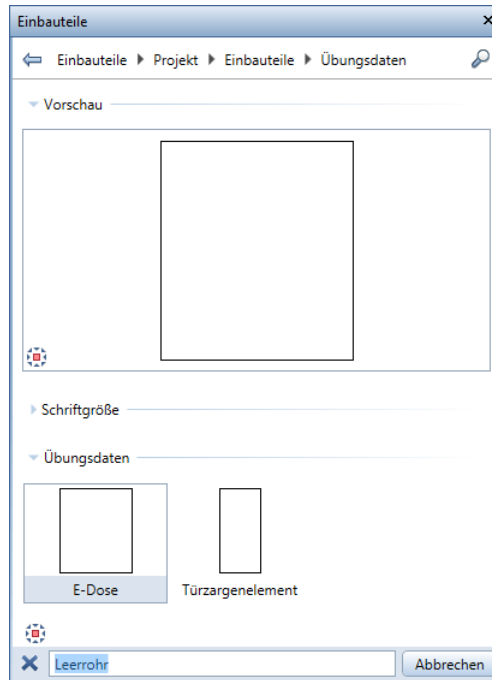 Einbauteile
Einbauteile Projekt Einbauteile Übungsdaten
Vorschau
Schriftgröße
Übungsdaten
E-Dose Türzargenelement
Leerrohr Abbrechen